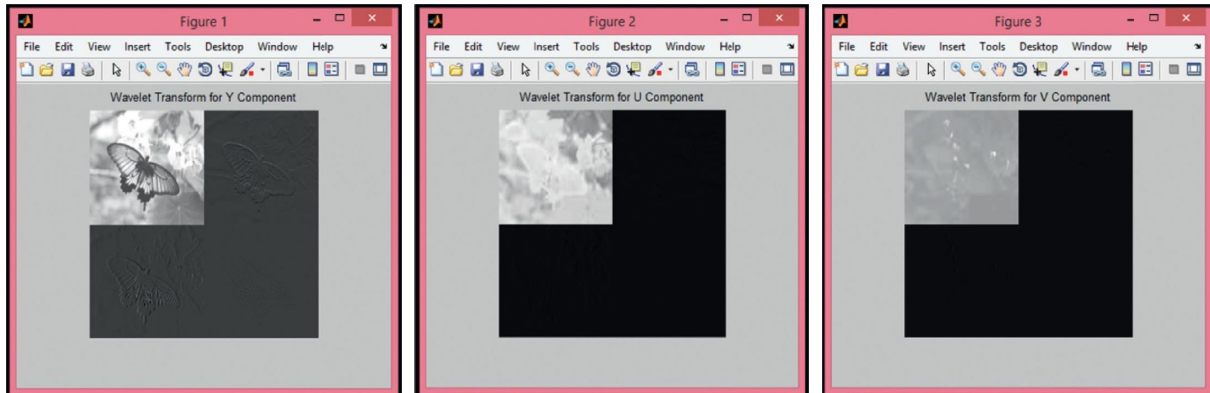 Figure 1
File Edit View Insert Tools Desktop Window Help
Wavelet Transform for Y Component
Figure 2
File Edit View Insert Tools Desktop Window Help
Wavelet Transform for U Component
Figure 3
File Edit View Insert Tools Desktop Window Help
Wavelet Transform for V Component